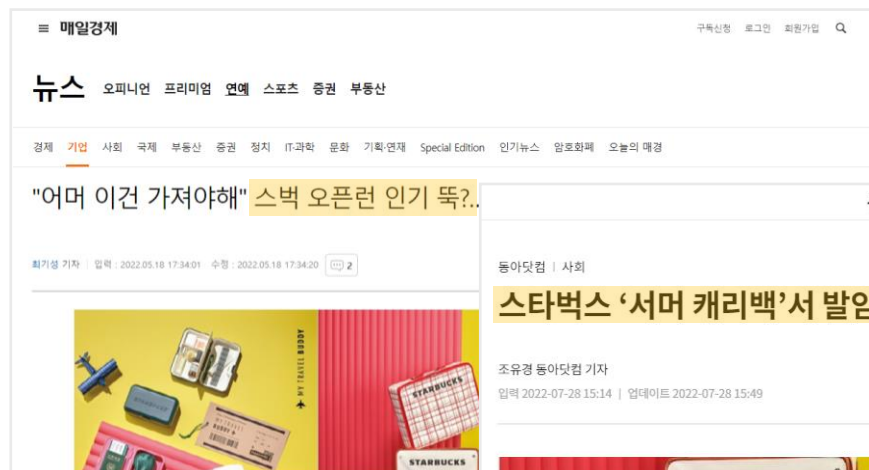 ≡ 매일경제
구독신청 로그인 회원가입
뉴스 오피니언 프리미엄 연예 스포츠 증권 부동산
경제 기업 사회 국제 부동산 증권 정치 IT·과학 문화 기획·연재 Special Edition 인기뉴스 암호화폐 오늘의 매경
"어머 이건 가져야해" 스벅 오픈런 인기 뚝?..
최기성 기자 | 입력 : 2022.05.18 17:34:01 수정 : 2022.05.18 17:34:20 2
MY TRAVEL BUDDY
MY TRAVEL BUDDY
STARBUCKS
STARBUCKS
동아닷컴 | 사회
스타벅스 ‘서머 캐리백’서 발암
조유경 동아닷컴 기자
입력 2022-07-28 15:14 | 업데이트 2022-07-28 15:49